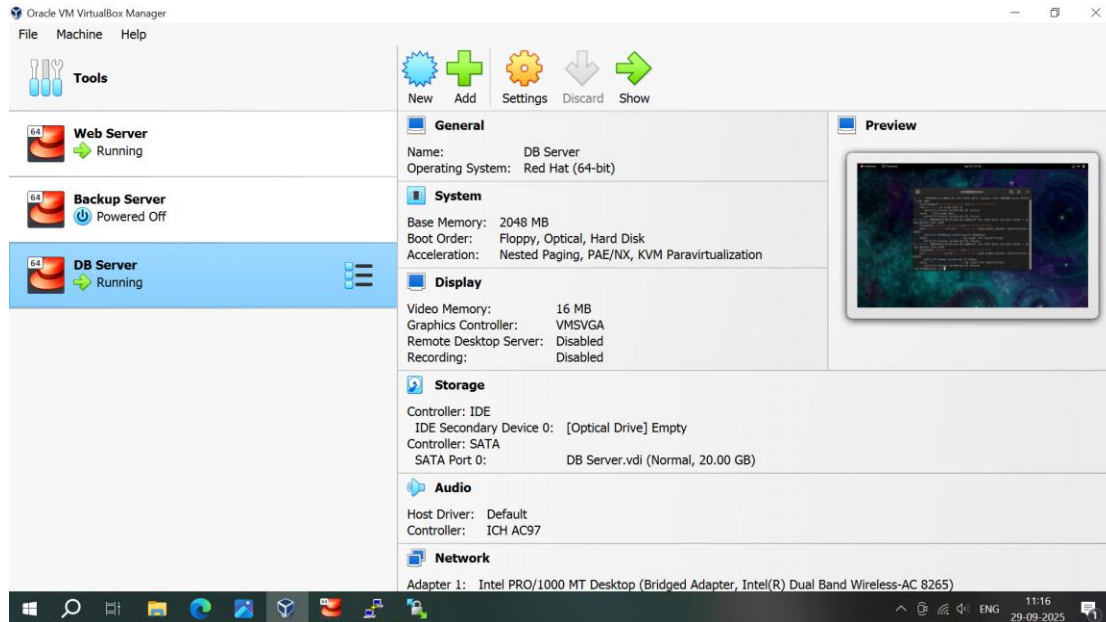 Oracle VM VirtualBox Manager
File Machine Help
Tools
New Add Settings Discard Show
64
Web Server
Running
64
Backup Server
Powered Off
64
DB Server
Running
General
Name: DB Server
Operating System: Red Hat (64-bit)
System
Base Memory: 2048 MB
Boot Order: Floppy, Optical, Hard Disk
Acceleration: Nested Paging, PAE/NX, KVM Paravirtualization
Display
Video Memory: 16 MB
Graphics Controller: VMSVGA
Remote Desktop Server: Disabled
Recording: Disabled
Storage
Controller: IDE
IDE Secondary Device 0: [Optical Drive] Empty
Controller: SATA
SATA Port 0: DB Server.vdi (Normal, 20.00 GB)
Audio
Host Driver: Default
Controller: ICH AC97
Network
Adapter 1: Intel PRO/1000 MT Desktop (Bridged Adapter, Intel(R) Dual Band Wireless-AC 8265)
Preview
ENG
11:16
29-09-2025
1